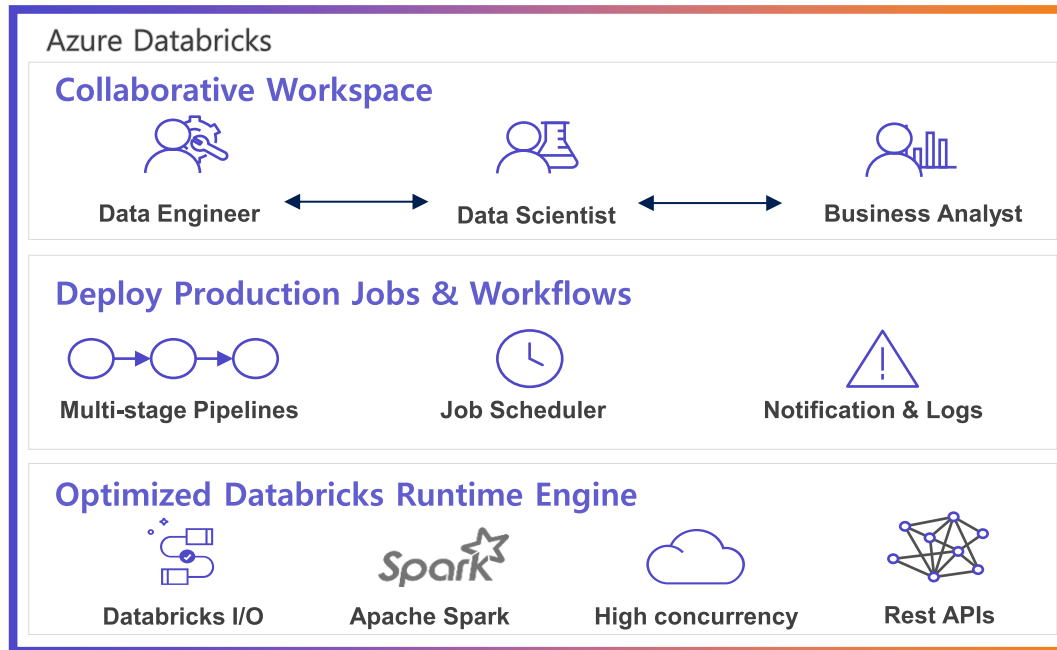 Azure Databricks
Collaborative Workspace
Data Engineer
Data Scientist
Business Analyst
Deploy Production Jobs & Workflows
Multi-stage Pipelines
Job Scheduler
Notification & Logs
Optimized Databricks Runtime Engine
Spark
Databricks I/O
Apache Spark
High concurrency
Rest APIs